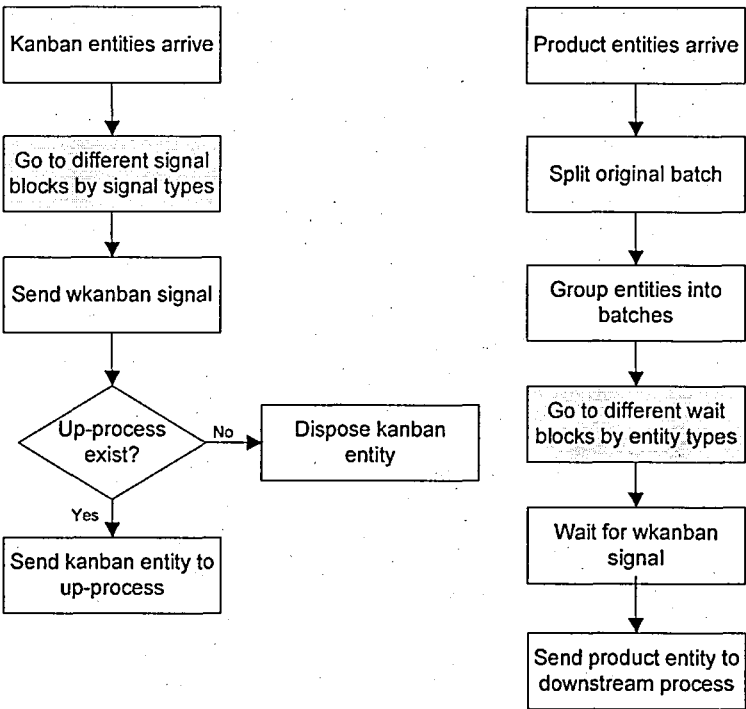 Kanban entities arrive
Go to different signal
blocks by signal types
Send wkanban signal
Up-process
exist?
No
Dispose kanban
entity
Yes
Send kanban entity to
up-process
Product entities arrive
Split original batch
Group entities into
batches
Go to different wait
blocks by entity types
Wait for wkanban
signal
Send product entity to
downstream process